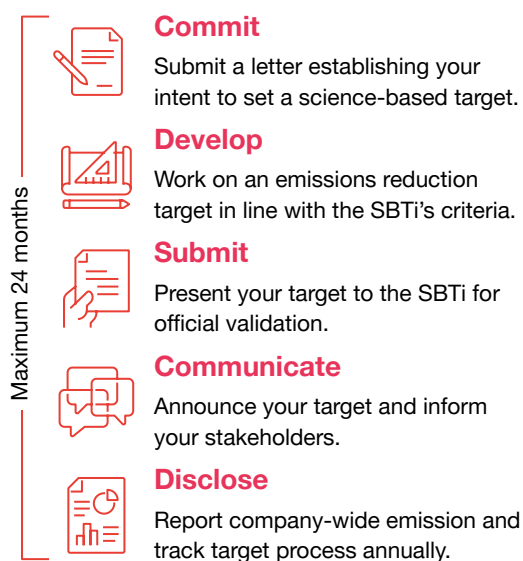 Maximum 24 months
Commit
Submit a letter establishing your
intent to set a science-based target.
Develop
Work on an emissions reduction
target in line with the SBTi’s criteria.
Submit
Present your target to the SBTi for
official validation.
Communicate
Announce your target and inform
your stakeholders.
Disclose
Report company-wide emission and
track target process annually.